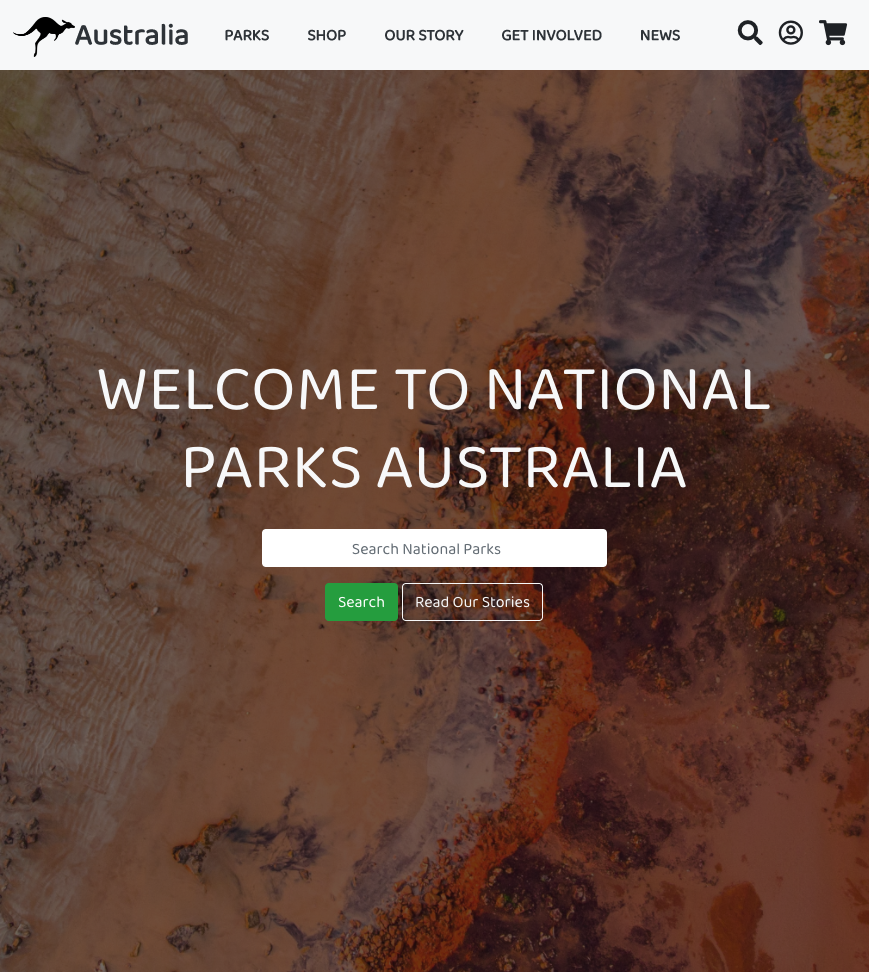 Australia
PARKS
SHOP
OUR STORY
GET INVOLVED
NEWS
WELCOME TO NATIONAL
PARKS AUSTRALIA
Search National Parks
Search
Read Our Stories